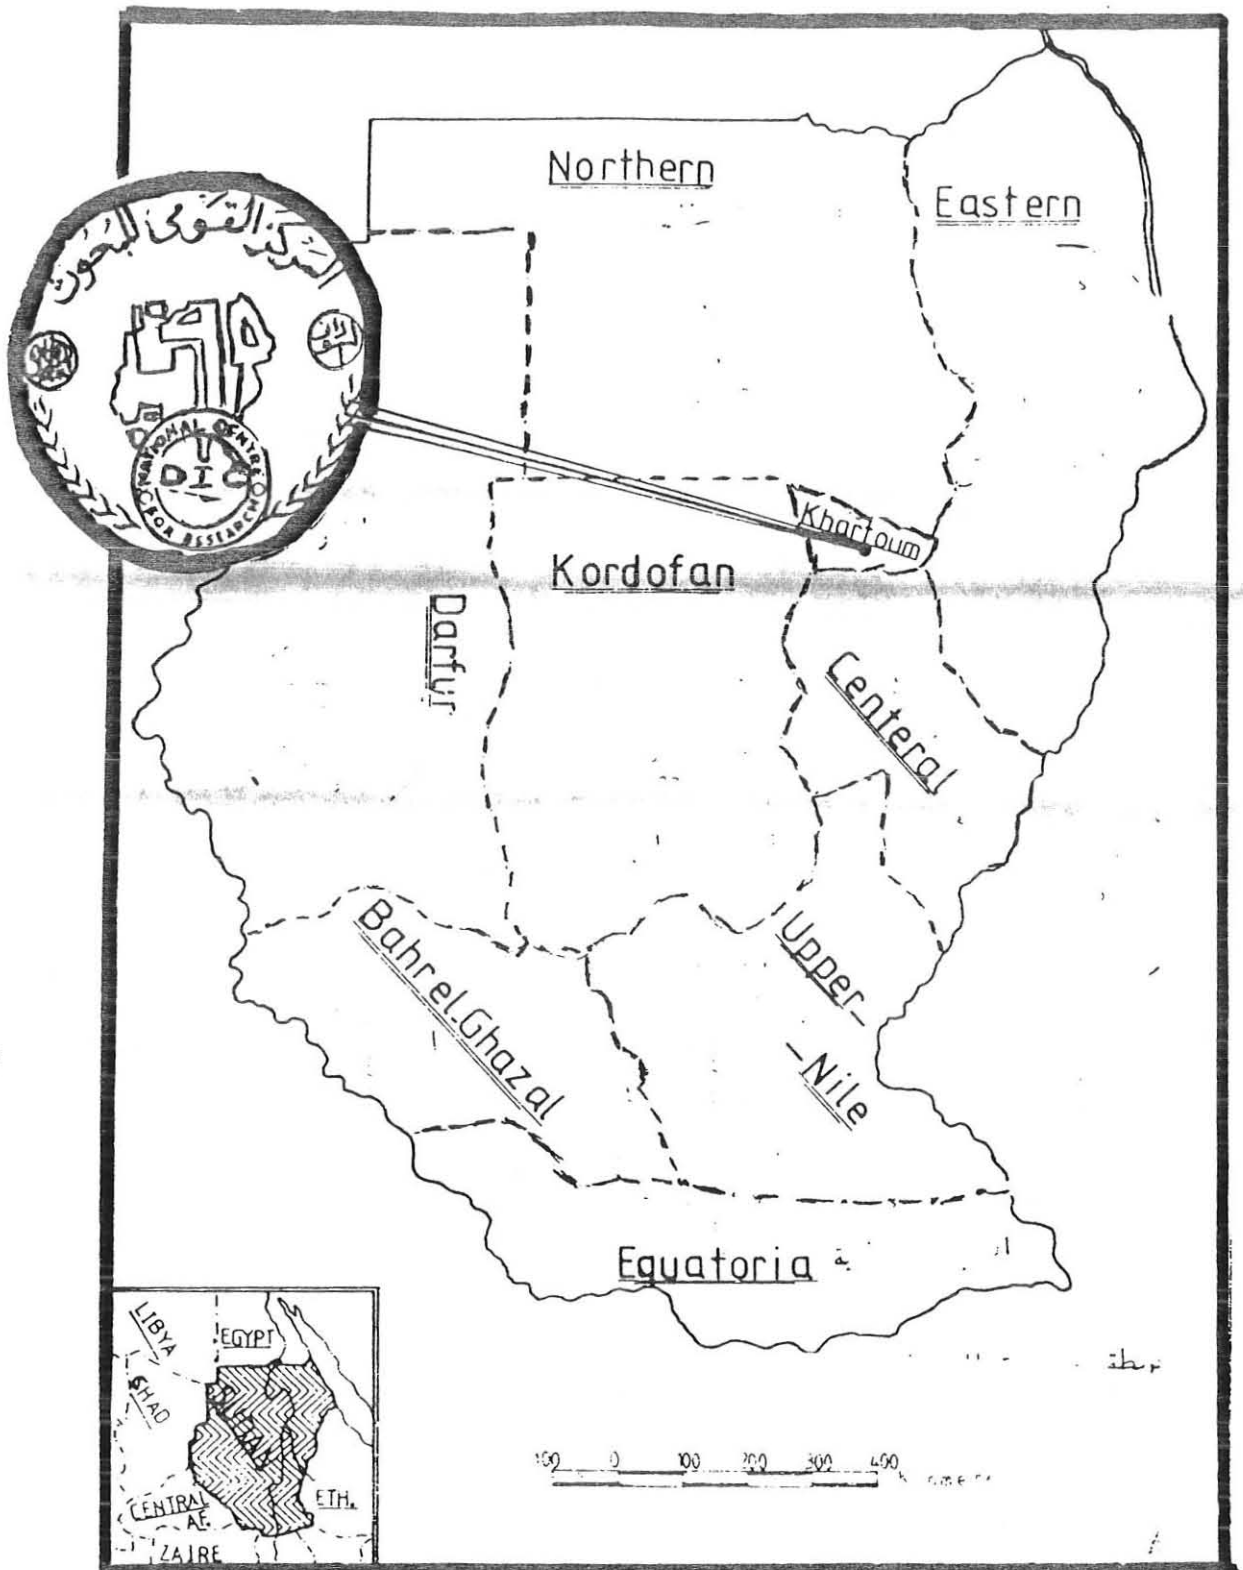 Northern
Eastern
المركز القومي للبحوث
NATIONAL CENTRE
FOR RESEARCH
Khartoum
Kordofan
Darfur
Centeral
Upper
Nile
Bahrel-Ghazal
Equatoria
LIBYA
EGYPT
CHAD
SUDAN
CENTRAL
AF.
ETH.
ZAIRE
100 0 100 200 300 400